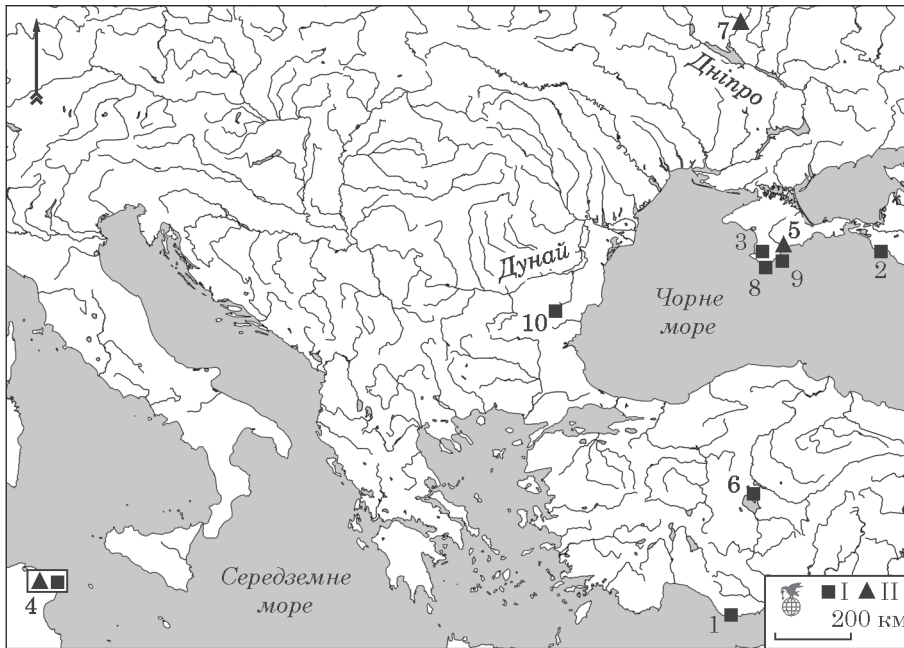 7
Дніпро
3
5
2
8
9
Дунай
10
Чорне
море
6
Середземне
море
4
1
I
II
200 км